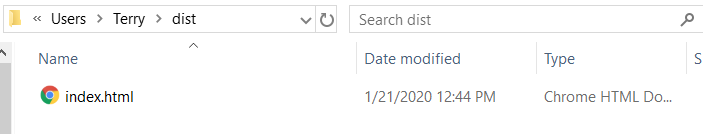 « Users > Terry > dist Search dist
Name Date modified Type S
index.html 1/21/2020 12:44 PM Chrome HTML Do...